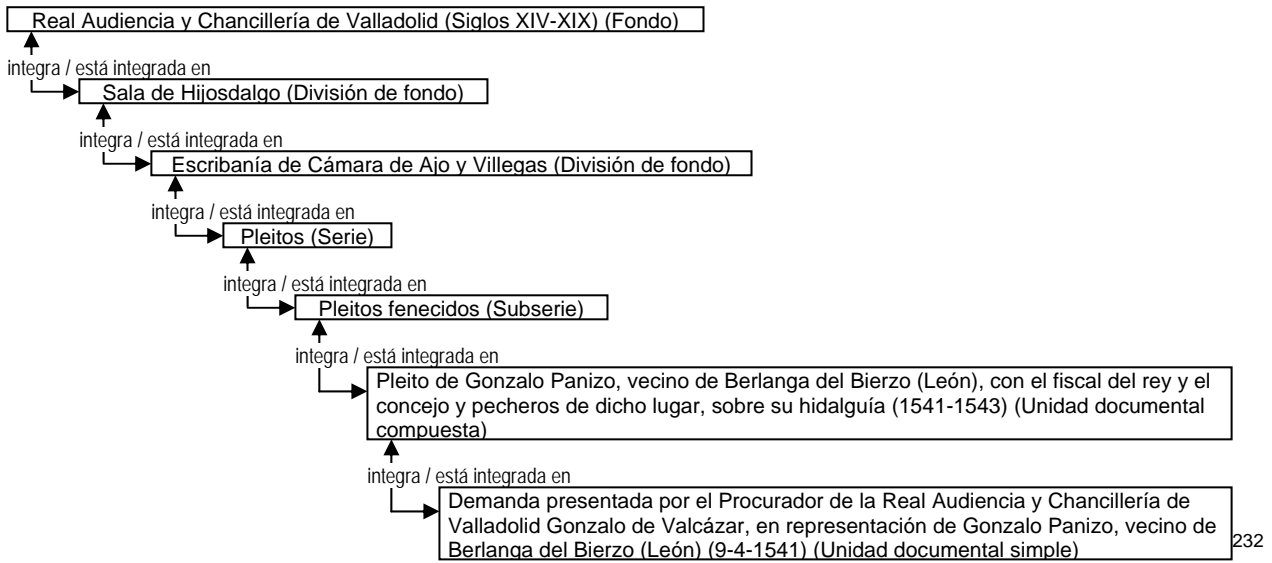 Real Audiencia y Chancillería de Valladolid (Siglos XIV-XIX) (Fondo)
integra / está integrada en
Sala de Hijosdalgo (División de fondo)
integra / está integrada en
Escribanía de Cámara de Ajo y Villegas (División de fondo)
integra / está integrada en
Pleitos (Serie)
integra / está integrada en
Pleitos fenecidos (Subserie)
integra / está integrada en
Pleito de Gonzalo Panizo, vecino de Berlanga del Bierzo (León), con el fiscal del rey y el
concejo y pecheros de dicho lugar, sobre su hidalguía (1541-1543) (Unidad documental
compuesta)
integra / está integrada en
Demanda presentada por el Procurador de la Real Audiencia y Chancillería de
Valladolid Gonzalo de Valcázar, en representación de Gonzalo Panizo, vecino de
Berlanga del Bierzo (León) (9-4-1541) (Unidad documental simple)
232